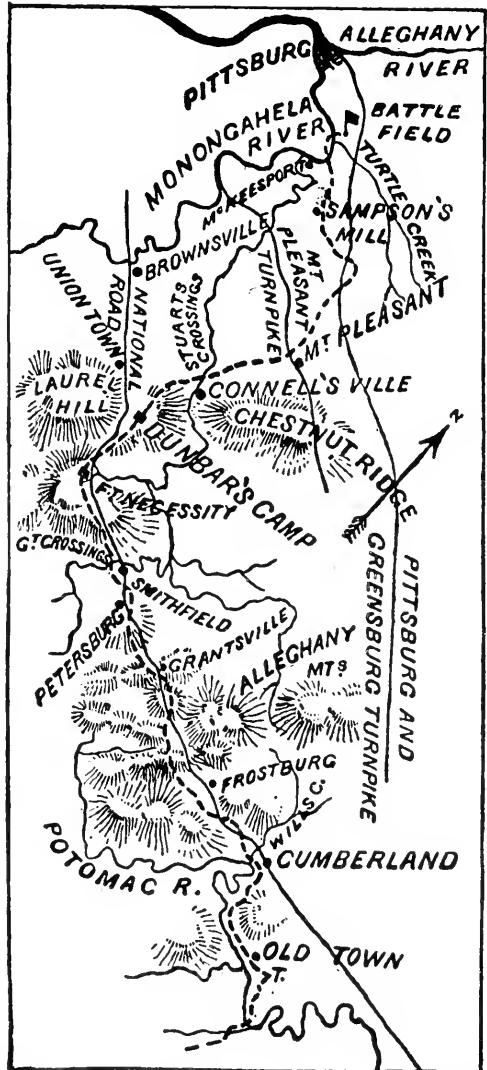 ALLEGHANY
RIVER
PITTSBURG
BATTLE
FIELD
MONONGAHELA
RIVER
TURTLE CREEK
McKEESPORT
SAMPSON'S
MILL
BROWNSVILLE
UNION TOWN
NATIONAL
ROAD
STUARTS
CROSSINGS
MT
PLEASANT
TURNPIKE
MT PLEASANT
LAUREL
HILL
CONNELL'S VILLE
CHESTNUT RIDGE
N
DUNBAR'S CAMP
FT. NECESSITY
GT CROSSINGS
SMITHFIELD
PETERSBURG
PITTSBURG AND
GREENSBURG TURNPIKE
GRANTSVILLE
ALLEGHANY
MTS
FROSTBURG
WILLS C.
POTOMAC R.
CUMBERLAND
OLD TOWN